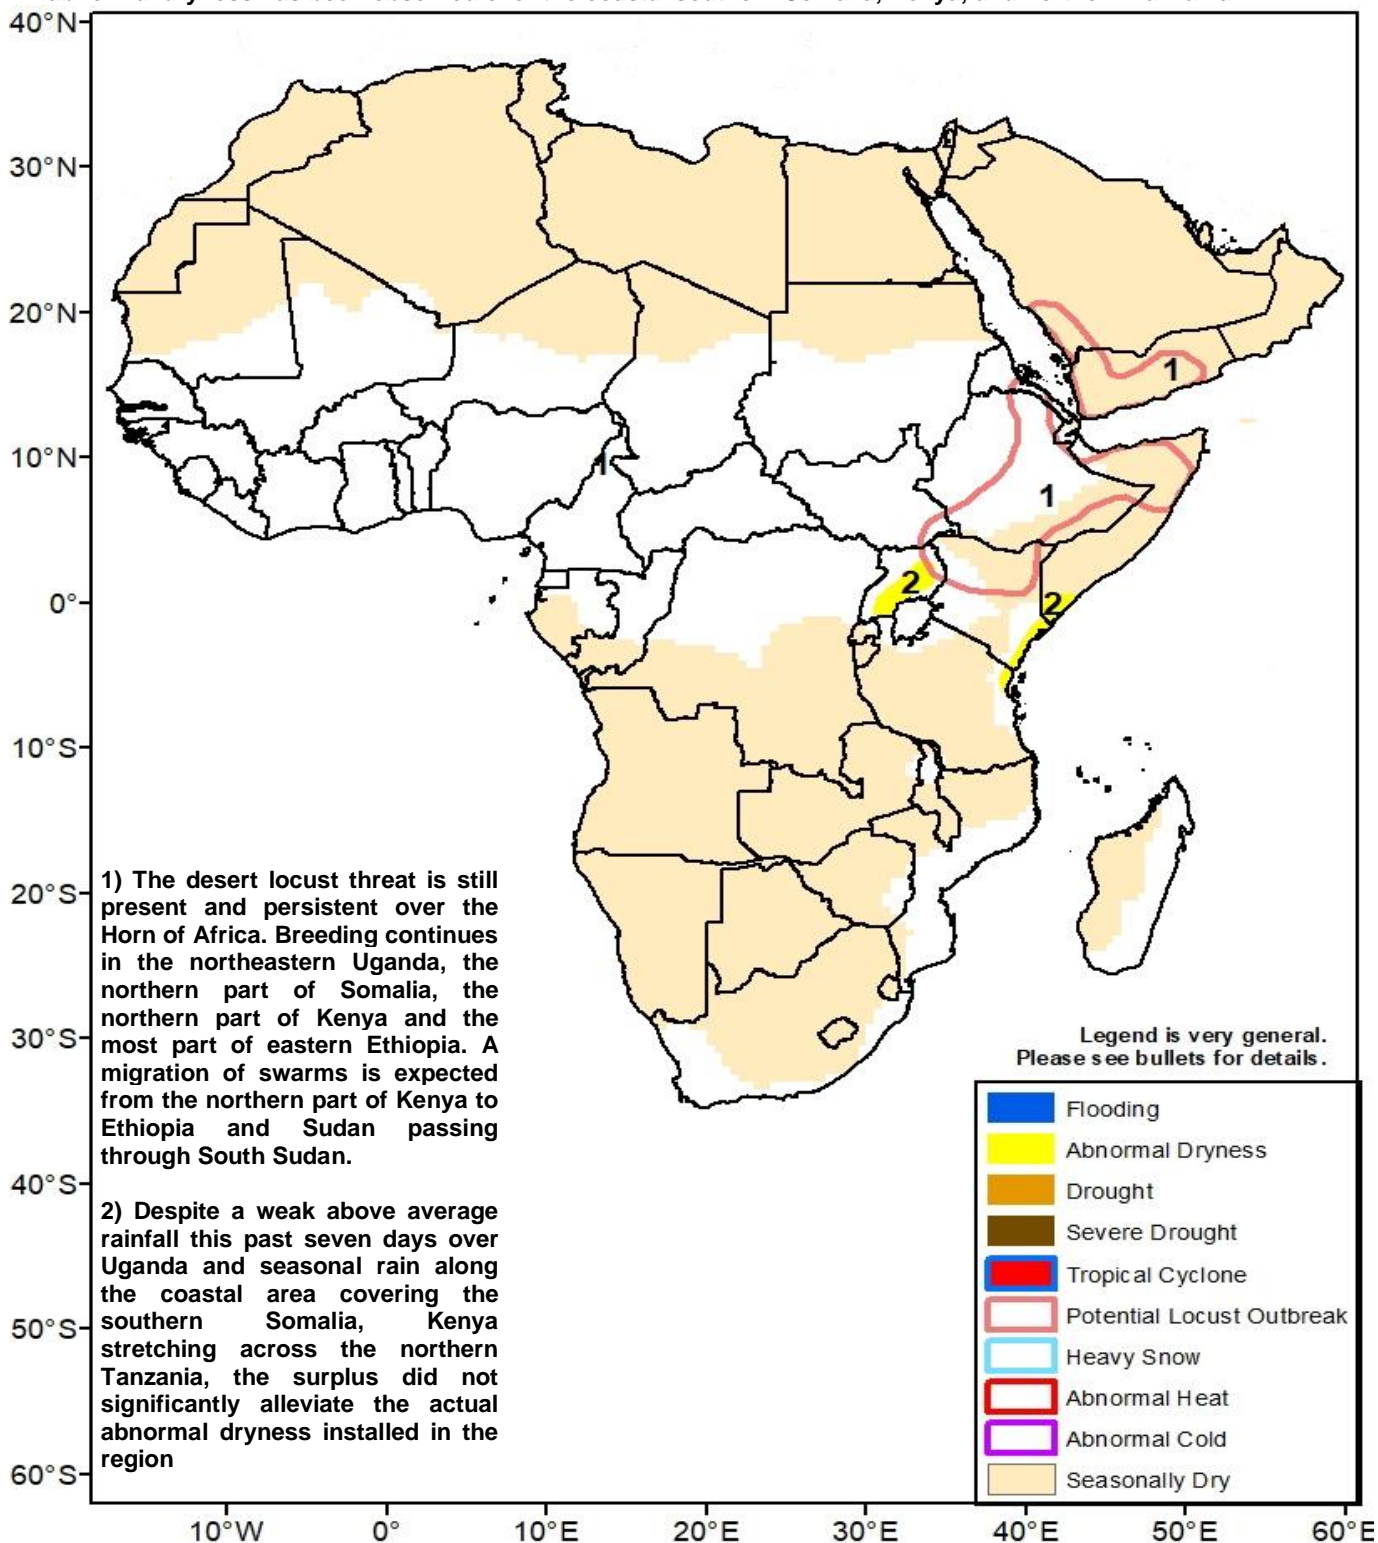 40°N
30°N
20°N
10°N
0°
10°S
20°S
30°S
40°S
50°S
60°S
1
1
1
2
2
1) The desert locust threat is still
present and persistent over the
Horn of Africa. Breeding continues
in the northeastern Uganda, the
northern part of Somalia, the
northern part of Kenya and the
most part of eastern Ethiopia. A
migration of swarms is expected
from the northern part of Kenya to
Ethiopia and Sudan passing
through South Sudan.
2) Despite a weak above average
rainfall this past seven days over
Uganda and seasonal rain along
the coastal area covering the
southern Somalia, Kenya
stretching across the northern
Tanzania, the surplus did not
significantly alleviate the actual
abnormal dryness installed in the
region
Legend is very general.
Please see bullets for details.
Flooding
Abnormal Dryness
Drought
Severe Drought
Tropical Cyclone
Potential Locust Outbreak
Heavy Snow
Abnormal Heat
Abnormal Cold
Seasonally Dry
10°W 0° 10°E 20°E 30°E 40°E 50°E 60°E